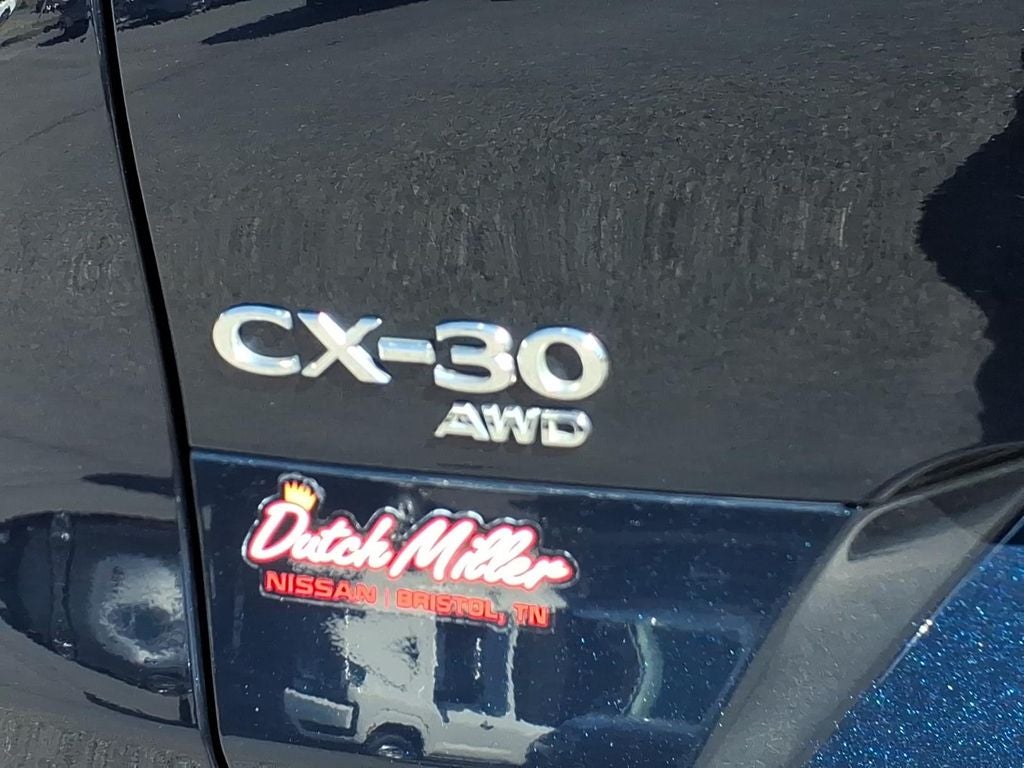 CX-30
AWD
Dutch Miller
NISSAN | BRISTOL, TN